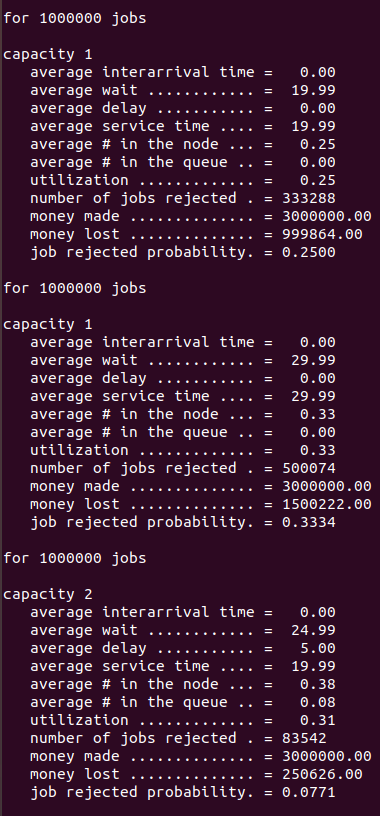 for 1000000 jobs
capacity 1
average interarrival time = 0.00
average wait ............ = 19.99
average delay ........... = 0.00
average service time .... = 19.99
average # in the node ... = 0.25
average # in the queue .. = 0.00
utilization ............. = 0.25
number of jobs rejected . = 333288
money made .............. = 3000000.00
money lost .............. = 999864.00
job rejected probability. = 0.2500
for 1000000 jobs
capacity 1
average interarrival time = 0.00
average wait ............ = 29.99
average delay ........... = 0.00
average service time .... = 29.99
average # in the node ... = 0.33
average # in the queue .. = 0.00
utilization ............. = 0.33
number of jobs rejected . = 500074
money made .............. = 3000000.00
money lost .............. = 1500222.00
job rejected probability. = 0.3334
for 1000000 jobs
capacity 2
average interarrival time = 0.00
average wait ............ = 24.99
average delay ........... = 5.00
average service time .... = 19.99
average # in the node ... = 0.38
average # in the queue .. = 0.08
utilization ............. = 0.31
number of jobs rejected . = 83542
money made .............. = 3000000.00
money lost .............. = 250626.00
job rejected probability. = 0.0771